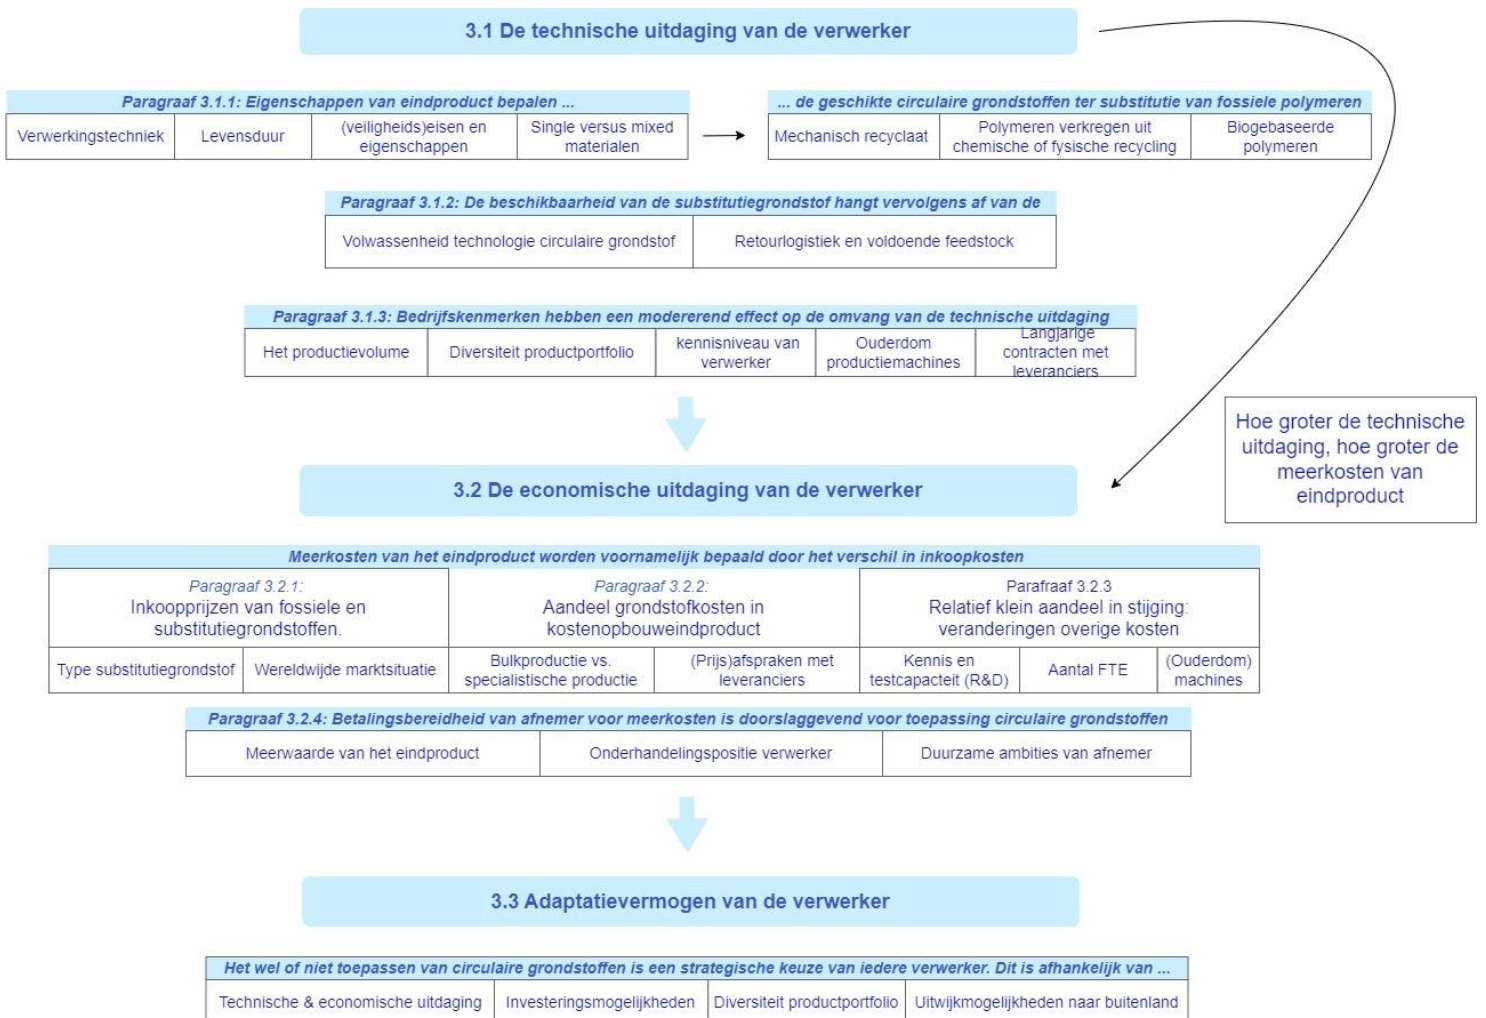 3.1 De technische uitdaging van de verwerker
Paragraaf 3.1.1: Eigenschappen van eindproduct bepalen ...
Verwerkingstechniek
Levensduur
(veiligheids)eisen en
eigenschappen
Single versus mixed
materialen
... de geschikte circulaire grondstoffen ter substitutie van fossiele polymeren
Mechanisch recyclaat
Polymeren verkregen uit
chemische of fysische recycling
Biogebaseerde
polymeren
Paragraaf 3.1.2: De beschikbaarheid van de substitutiegrondstof hangt vervolgens af van de
Volwassenheid technologie circulaire grondstof
Retourlogistiek en voldoende feedstock
Paragraaf 3.1.3: Bedrijfskenmerken hebben een modererend effect op de omvang van de technische uitdaging
Het productievolume
Diversiteit productportfolio
kennisniveau van
verwerker
Ouderdom
productiemachines
Langjarige
contracten met
leveranciers
Hoe groter de technische
uitdaging, hoe groter de
meerkosten van
eindproduct
3.2 De economische uitdaging van de verwerker
Meerkosten van het eindproduct worden voornamelijk bepaald door het verschil in inkoopkosten
Paragraaf 3.2.1:
Inkoopprijzen van fossiele en
substitutiegrondstoffen.
Paragraaf 3.2.2:
Aandeel grondstofkosten in
kostenopbouweindproduct
Parafraaf 3.2.3
Relatief klein aandeel in stijging:
veranderingen overige kosten
Type substitutiegrondstof
Wereldwijde marktsituatie
Bulkproductie vs.
specialistische productie
(Prijs)afspraken met
leveranciers
Kennis en
testcapacteit (R&D)
Aantal FTE
(Ouderdom)
machines
Paragraaf 3.2.4: Betalingsbereidheid van afnemer voor meerkosten is doorslaggevend voor toepassing circulaire grondstoffen
Meerwaarde van het eindproduct
Onderhandelingspositie verwerker
Duurzame ambities van afnemer
3.3 Adaptatievermogen van de verwerker
Het wel of niet toepassen van circulaire grondstoffen is een strategische keuze van iedere verwerker. Dit is afhankelijk van ...
Technische & economische uitdaging
Investeringsmogelijkheden
Diversiteit productportfolio
Uitwijkmogelijkheden naar buitenland